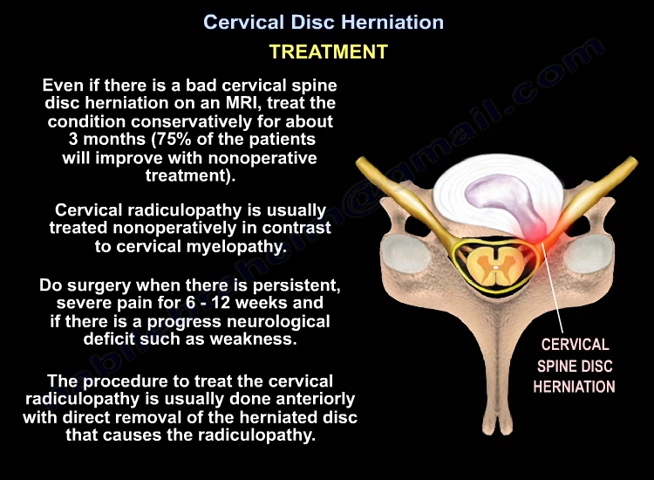 Cervical Disc Herniation
TREATMENT
Even if there is a bad cervical spine
disc herniation on an MRI, treat the
condition conservatively for about
3 months (75% of the patients
will improve with nonoperative
treatment).
Cervical radiculopathy is usually
treated nonoperatively in contrast
to cervical myelopathy.
Do surgery when there is persistent,
severe pain for 6 - 12 weeks and
if there is a progress neurological
deficit such as weakness.
The procedure to treat the cervical
radiculopathy is usually done anteriorly
with direct removal of the herniated disc
that causes the radiculopathy.
CERVICAL
SPINE DISC
HERNIATION